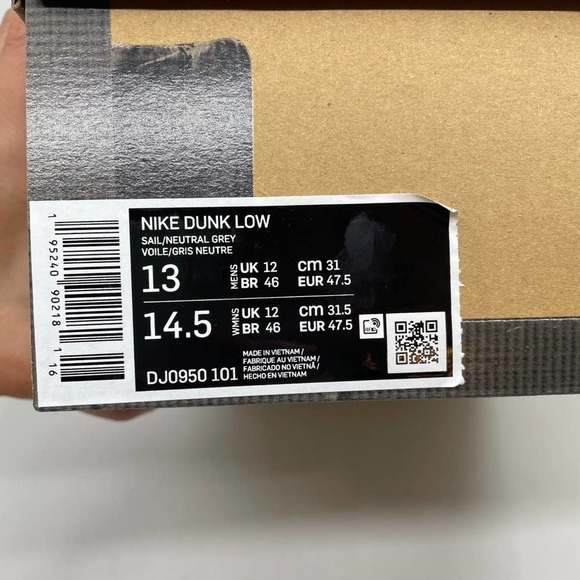 NIKE DUNK LOW
SAIL/NEUTRAL GREY
VOILE/GRIS NEUTRE
13 MENS UK 12 cm 31
BR 46 EUR 47.5
14.5 WMNS UK 12 cm 31.5
BR 46 EUR 47.5
DJ0950 101
MADE IN VIETNAM/
FABRIQUE AU VIETNAM/
FABRICADO NO VIETNÃ/
HECHO EN VIETNAM
1 95240 90218 1 16